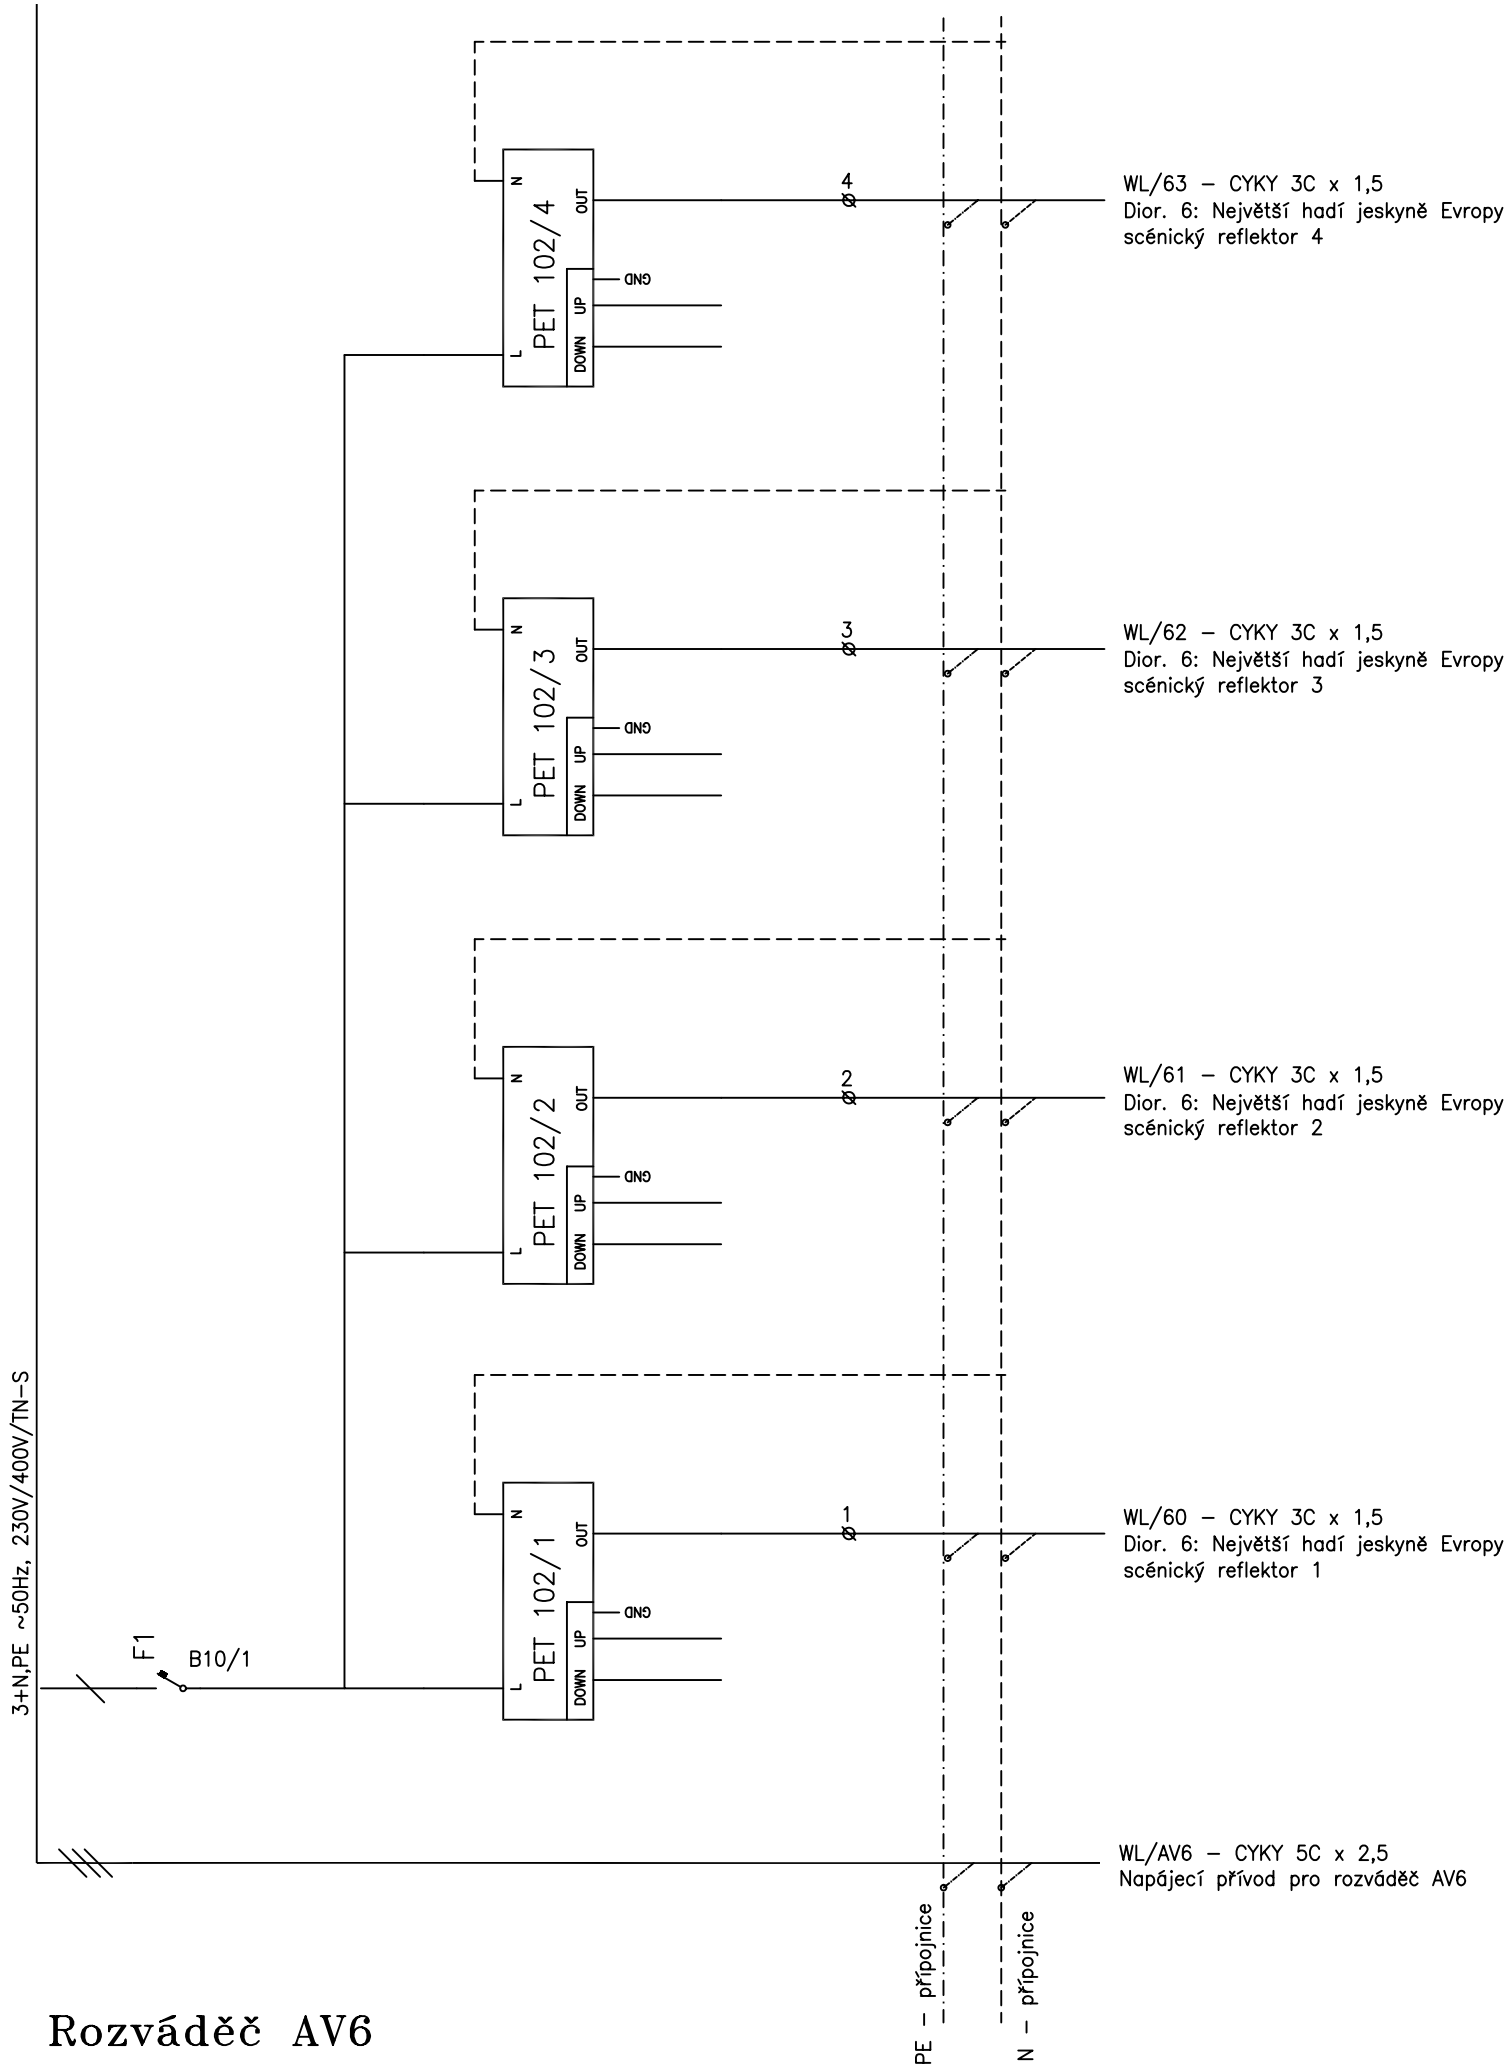 N
OUT
PET 102/4
GND
UP
DOWN
L
4
WL/63 – CYKY 3C x 1,5
Dior. 6: Největší hadí jeskyně Evropy
scénický reflektor 4
N
OUT
PET 102/3
GND
UP
DOWN
L
3
WL/62 – CYKY 3C x 1,5
Dior. 6: Největší hadí jeskyně Evropy
scénický reflektor 3
N
OUT
PET 102/2
GND
UP
DOWN
L
2
WL/61 – CYKY 3C x 1,5
Dior. 6: Největší hadí jeskyně Evropy
scénický reflektor 2
N
OUT
PET 102/1
GND
UP
DOWN
L
1
WL/60 – CYKY 3C x 1,5
Dior. 6: Největší hadí jeskyně Evropy
scénický reflektor 1
3+N,PE ~50Hz, 230V/400V/TN-S
F1
B10/1
WL/AV6 – CYKY 5C x 2,5
Napájecí přívod pro rozváděč AV6
PE – přípojnice
N – přípojnice
Rozváděč AV6